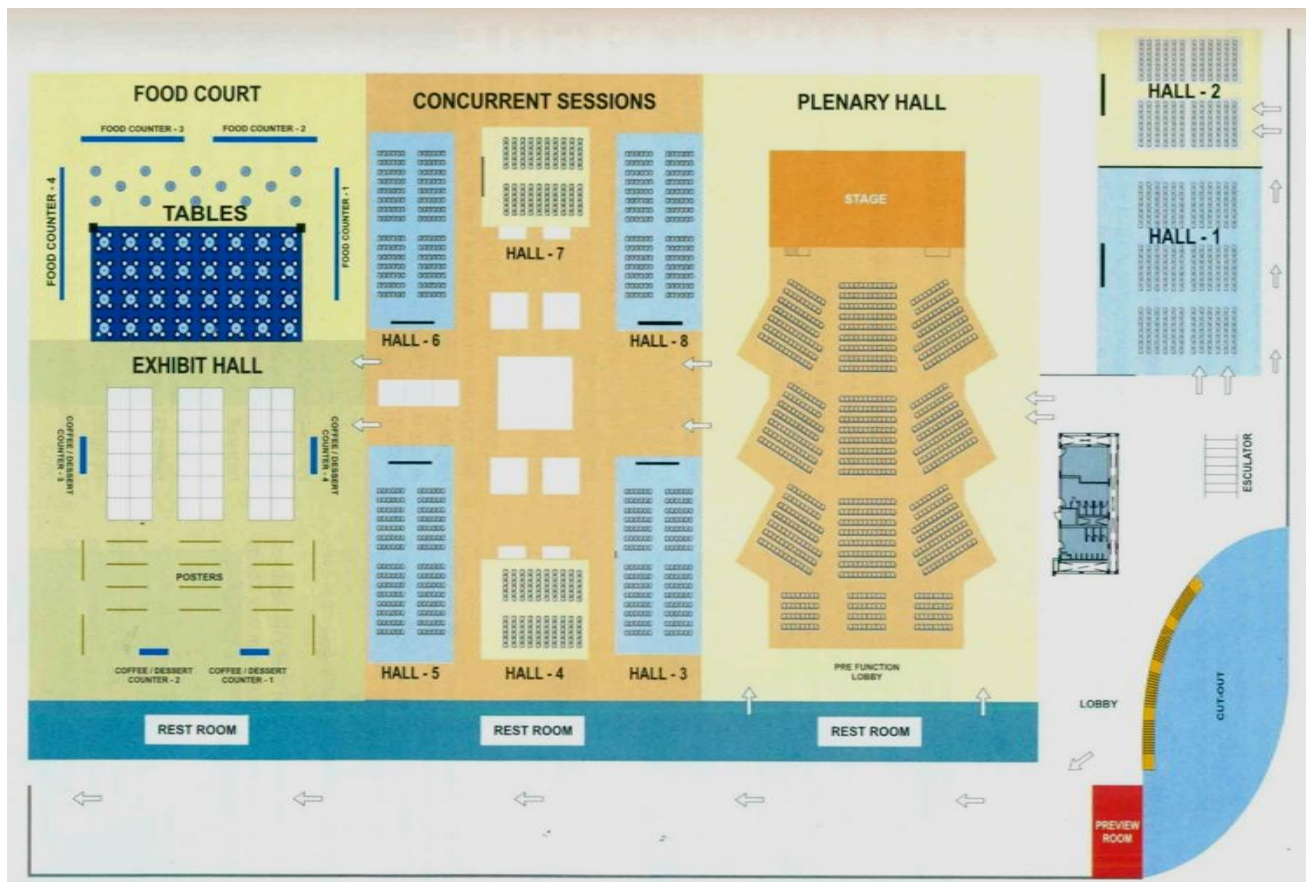 FOOD COURT
FOOD COUNTER - 3
FOOD COUNTER - 2
FOOD COUNTER - 4
FOOD COUNTER - 1
TABLES
EXHIBIT HALL
COFFEE / DESSERT
COUNTER - 3
COFFEE / DESSERT
COUNTER - 4
POSTERS
COFFEE / DESSERT
COUNTER - 2
COFFEE / DESSERT
COUNTER - 1
REST ROOM
CONCURRENT SESSIONS
HALL - 7
HALL - 6
HALL - 8
HALL - 5
HALL - 4
HALL - 3
REST ROOM
PLENARY HALL
STAGE
PRE FUNCTION
LOBBY
REST ROOM
HALL - 2
HALL - 1
ESCULATOR
LOBBY
CUT-OUT
PREVIEW
ROOM